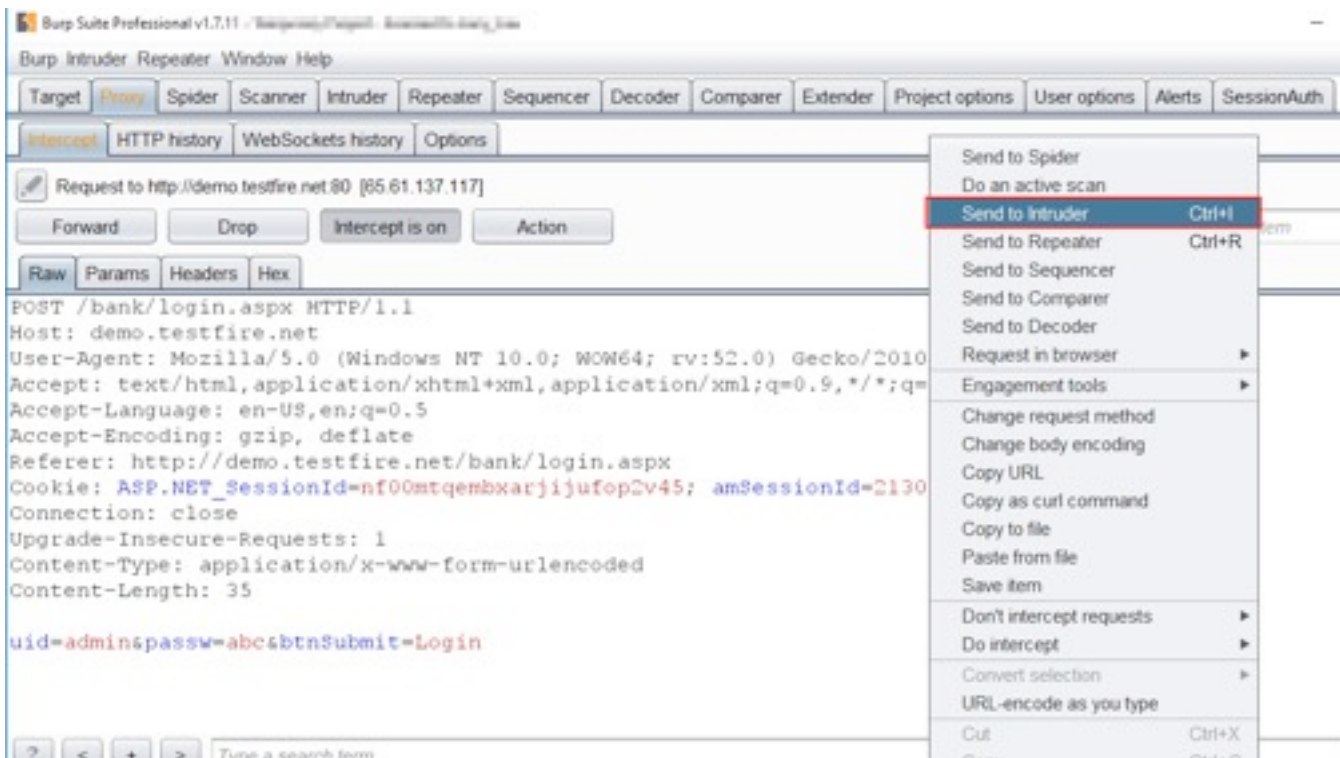 Burp Suite Professional v1.7.11 -
Burp Intruder Repeater Window Help
Target Proxy Spider Scanner Intruder Repeater Sequencer Decoder Comparer Extender Project options User options Alerts SessionAuth
Intercept HTTP history WebSockets history Options
Request to http://demo.testfire.net:80 [65.61.137.117]
Forward Drop Intercept is on Action
Raw Params Headers Hex
POST /bank/login.aspx HTTP/1.1
Host: demo.testfire.net
User-Agent: Mozilla/5.0 (Windows NT 10.0; WOW64; rv:52.0) Gecko/2010
Accept: text/html,application/xhtml+xml,application/xml;q=0.9,*/*;q=
Accept-Language: en-US,en;q=0.5
Accept-Encoding: gzip, deflate
Referer: http://demo.testfire.net/bank/login.aspx
Cookie: ASP.NET_SessionId=nf00mtqembxarjijufop2v45; amSessionId=2130
Connection: close
Upgrade-Insecure-Requests: 1
Content-Type: application/x-www-form-urlencoded
Content-Length: 35
uid=admin&passw=abc&btnSubmit=Login
? < + > Type a search term
Send to Spider
Do an active scan
Send to Intruder Ctrl+I
Send to Repeater Ctrl+R
Send to Sequencer
Send to Comparer
Send to Decoder
Request in browser
Engagement tools
Change request method
Change body encoding
Copy URL
Copy as curl command
Copy to file
Paste from file
Save item
Don't intercept requests
Do intercept
Convert selection
URL-encode as you type
Cut Ctrl+X